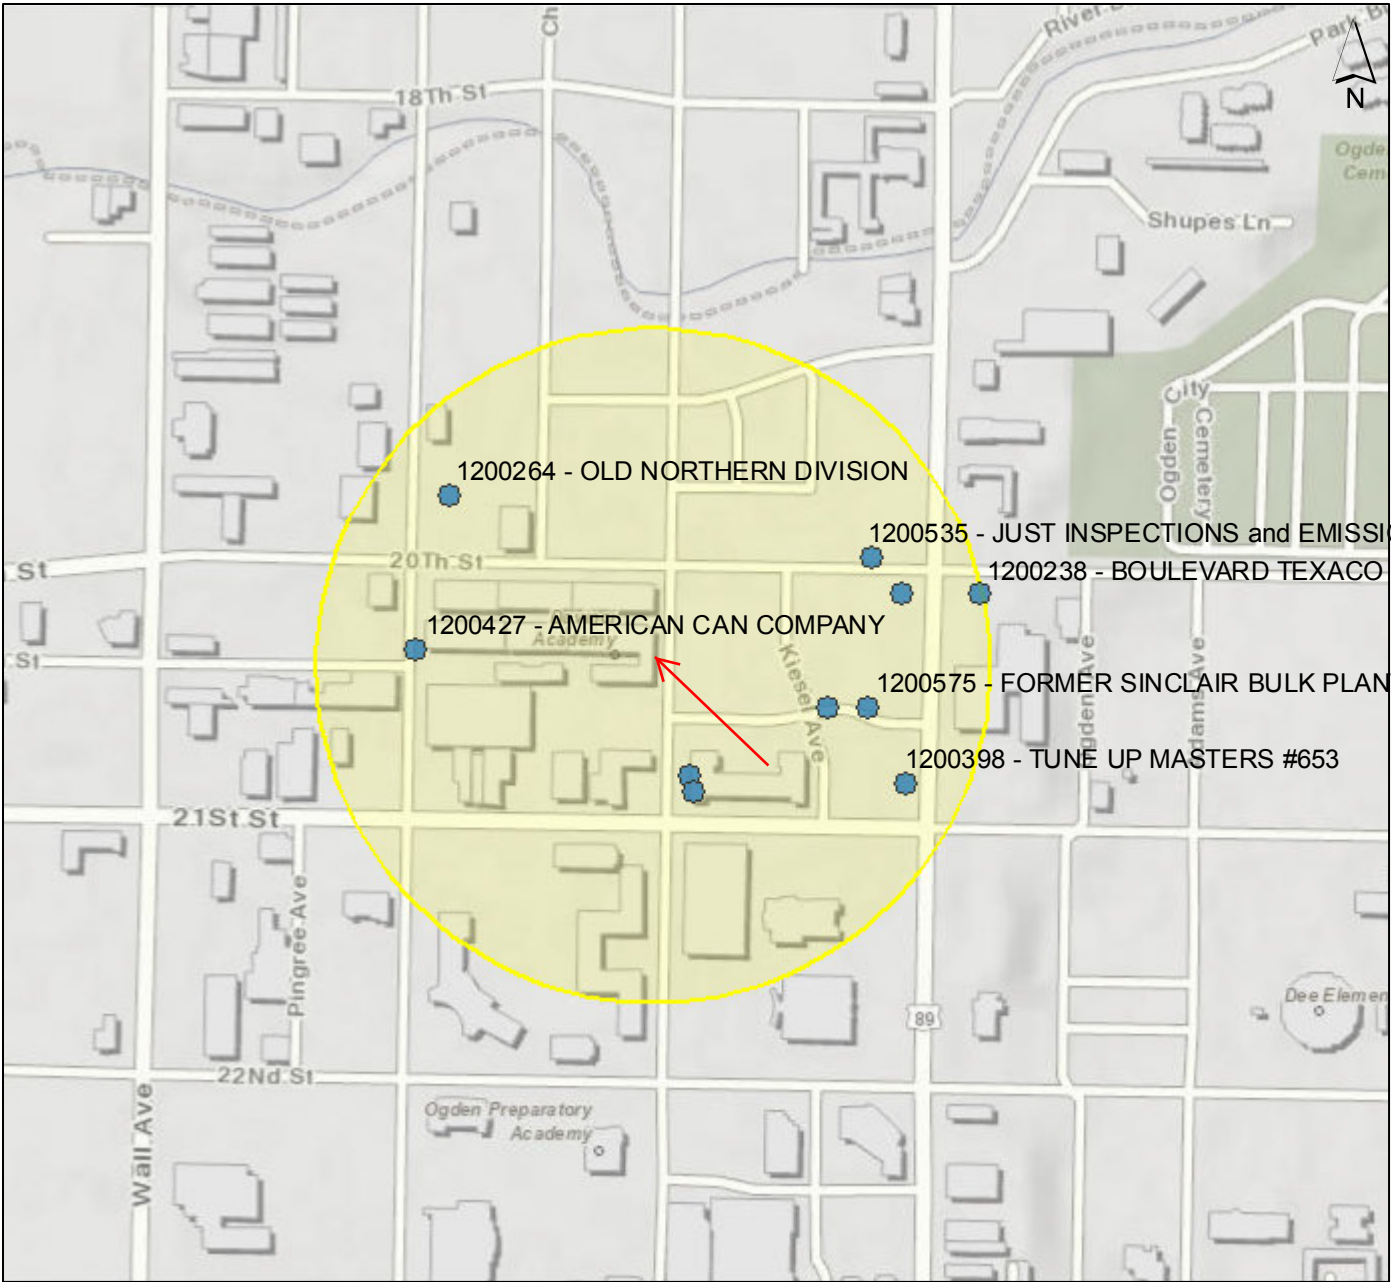 Ch
River
Park B
N
18Th St
Ogde
Cem
Shupes Ln
City
Ogden
Cemetery
1200264 - OLD NORTHERN DIVISION
1200535 - JUST INSPECTIONS and EMISSI
20Th St
St
1200238 - BOULEVARD TEXACO
1200427 - AMERICAN CAN COMPANY
Academy
St
Kiesel Ave
Ogden Ave
Adams Ave
1200575 - FORMER SINCLAIR BULK PLAN
1200398 - TUNE UP MASTERS #653
21St St
Pingree Ave
Dee Elemen
89
22Nd St
Wall Ave
Ogden Preparatory
Academy